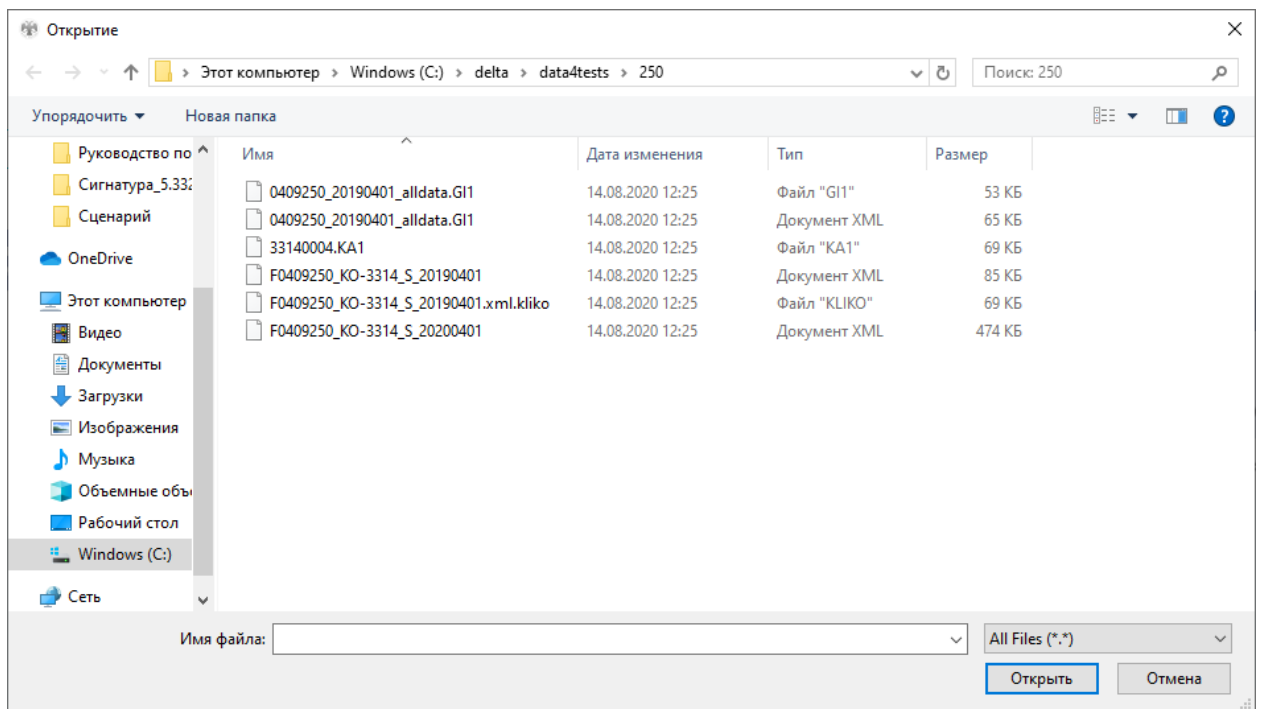 Открытие
Этот компьютер > Windows (C:) > delta > data4tests > 250
Поиск: 250
Упорядочить
Новая папка
Имя Дата изменения Тип Размер
Руководство по
Сигнатура_5.332
Сценарий
OneDrive
Этот компьютер
Видео
Документы
Загрузки
Изображения
Музыка
Объемные объ
Рабочий стол
Windows (C:)
Сеть
0409250_20190401_alldata.GI1 14.08.2020 12:25 Файл "GI1" 53 КБ
0409250_20190401_alldata.GI1 14.08.2020 12:25 Документ XML 65 КБ
33140004.KA1 14.08.2020 12:25 Файл "KA1" 69 КБ
F0409250_KO-3314_S_20190401 14.08.2020 12:25 Документ XML 85 КБ
F0409250_KO-3314_S_20190401.xml.kliko 14.08.2020 12:25 Файл "KLIKO" 69 КБ
F0409250_KO-3314_S_20200401 14.08.2020 12:25 Документ XML 474 КБ
Имя файла:
All Files (*.*)
Открыть Отмена